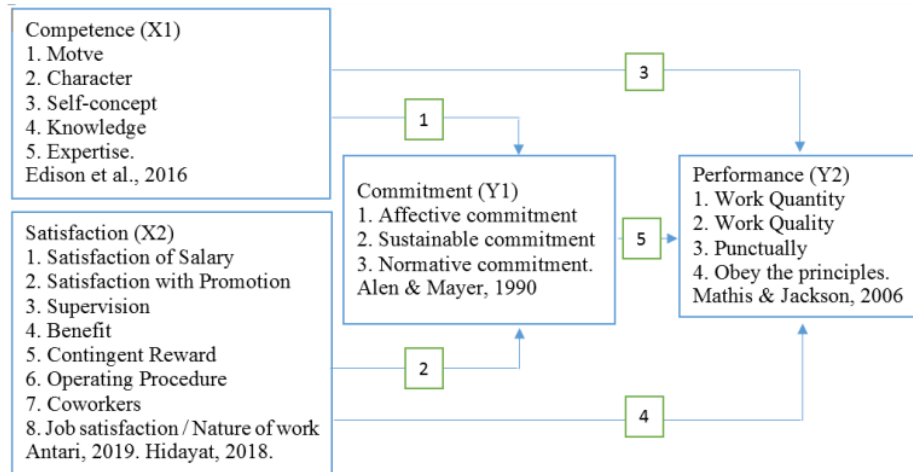 Competence (X1)
1. Motve
2. Character
3. Self-concept
4. Knowledge
5. Expertise.
Edison et al., 2016
3
1
Commitment (Y1)
1. Affective commitment
2. Sustainable commitment
3. Normative commitment.
Alen & Mayer, 1990
5
Performance (Y2)
1. Work Quantity
2. Work Quality
3. Punctually
4. Obey the principles.
Mathis & Jackson, 2006
Satisfaction (X2)
1. Satisfaction of Salary
2. Satisfaction with Promotion
3. Supervision
4. Benefit
5. Contingent Reward
6. Operating Procedure
7. Coworkers
8. Job satisfaction / Nature of work
Antari, 2019. Hidayat, 2018.
2
4